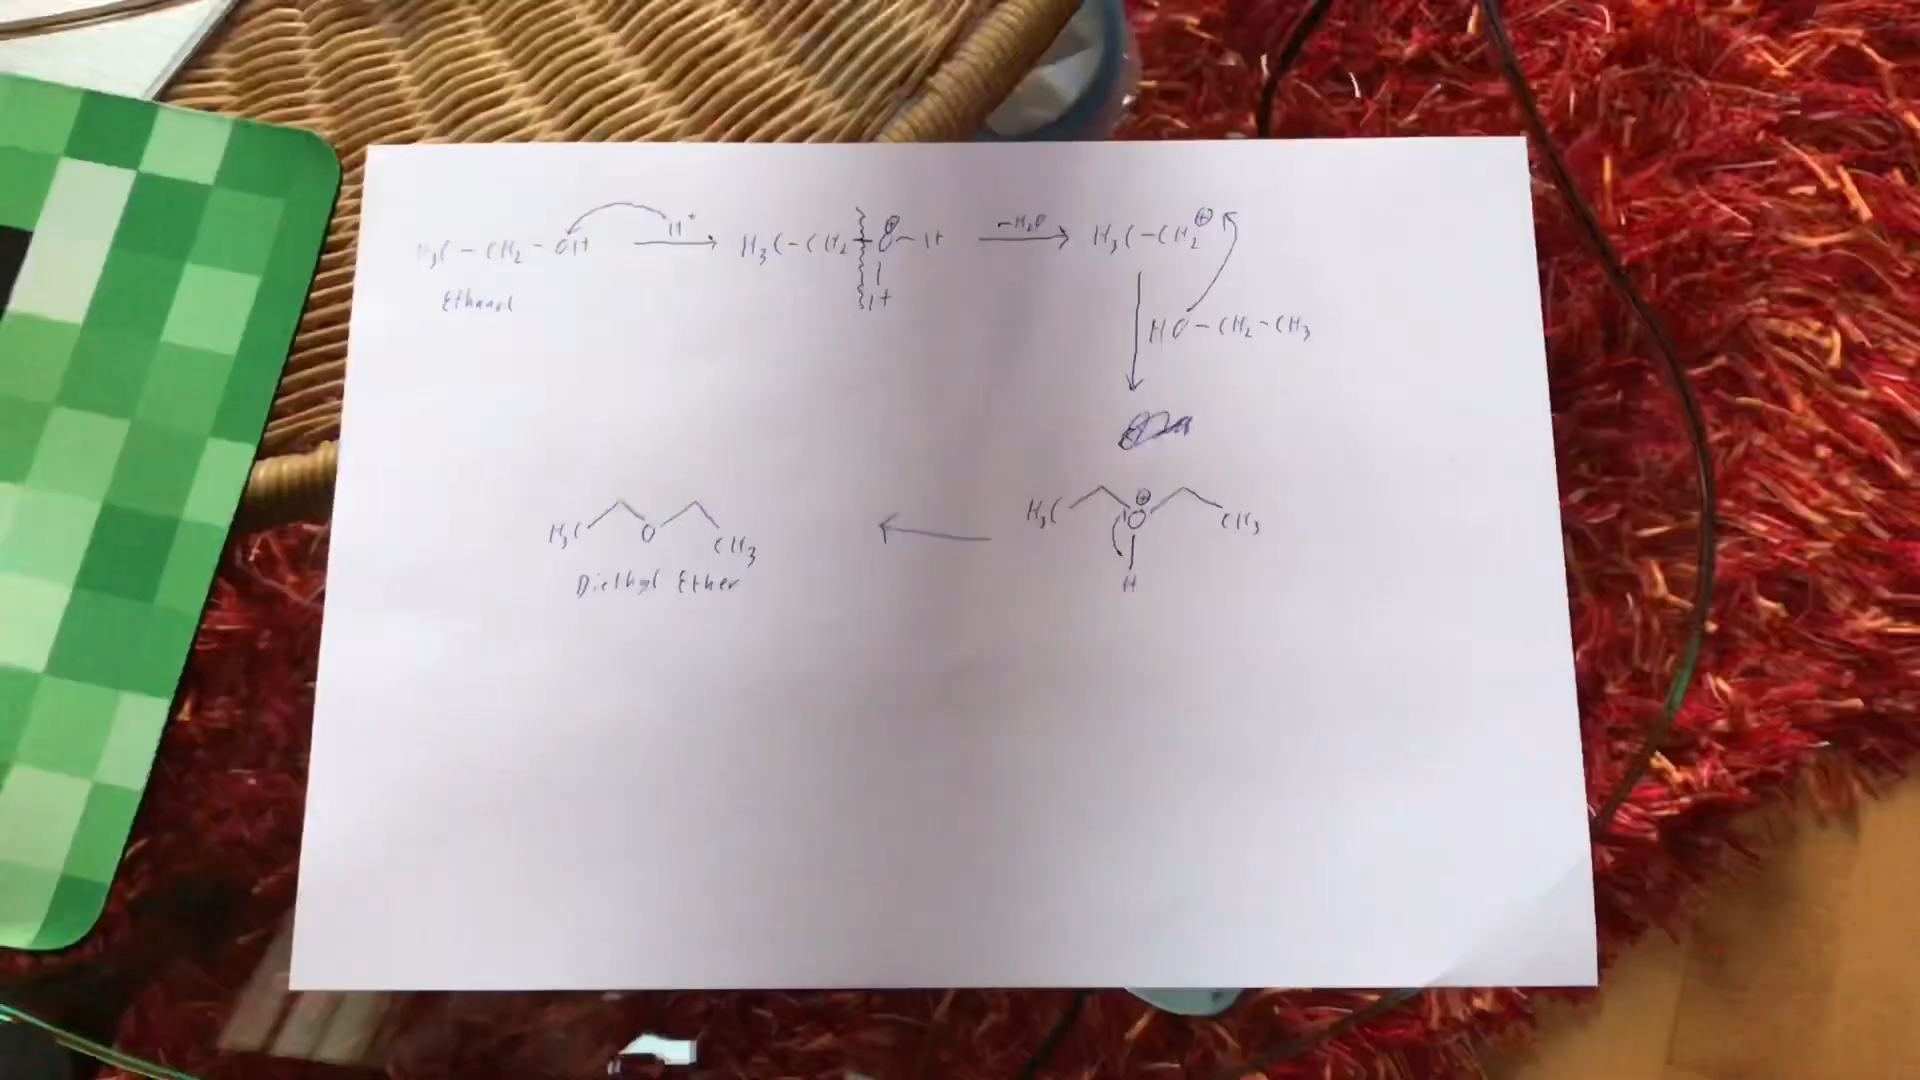 H₃C-CH₂-OH H⁺ H₃C-CH₂-O⊕-H -H₂O H₃C-CH₂⊕
H
Ethanol
HO-CH₂-CH₃
H₃C O⊕ CH₃
H
H₃C O CH₃
Diethyl Ether